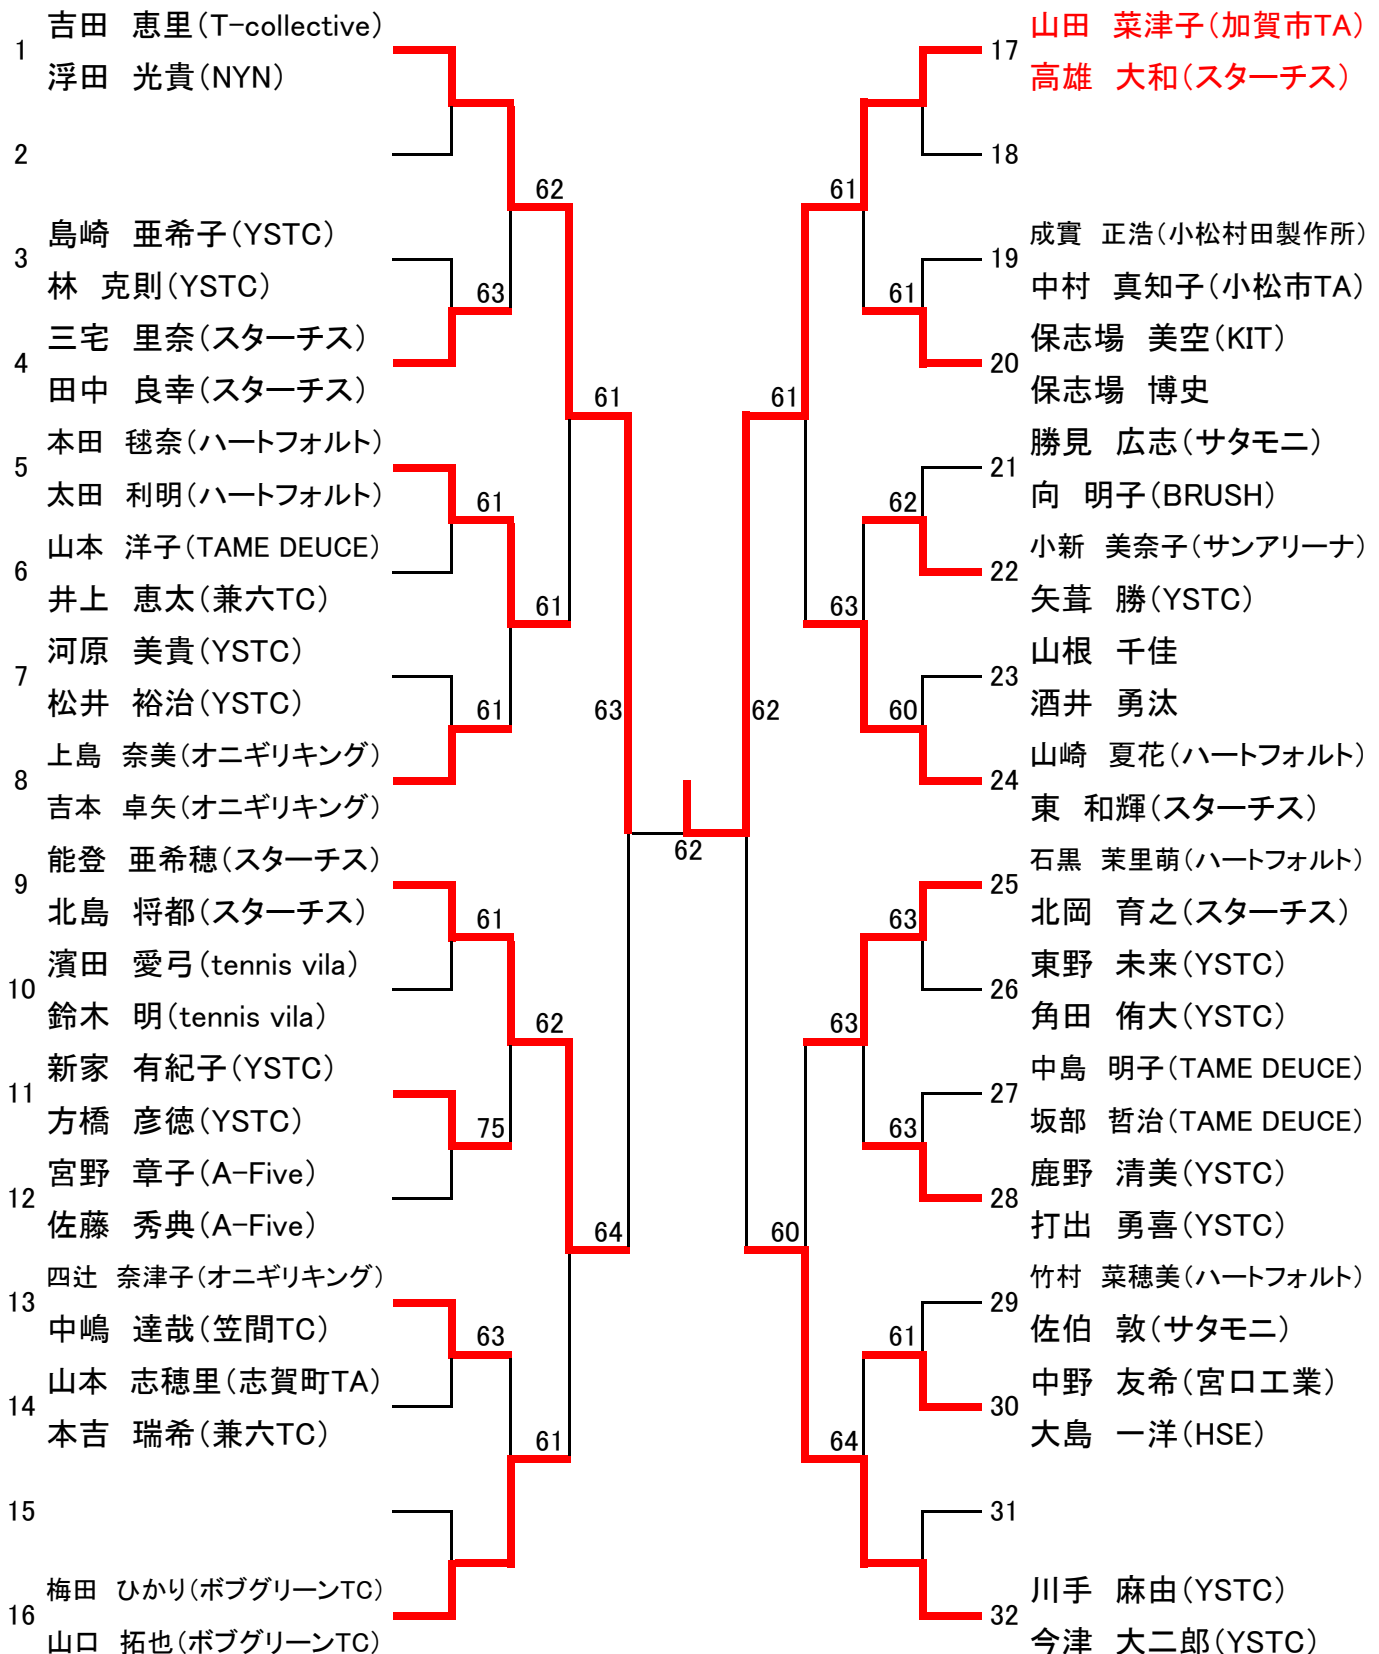 吉田 恵里(T-collective)
1
浮田 光貴(NYN)
2
62
島崎 亜希子(YSTC)
3
林 克則(YSTC)
63
三宅 里奈(スターチス)
4
田中 良幸(スターチス)
61
本田 毬奈(ハートフォルト)
5
太田 利明(ハートフォルト)
61
山本 洋子(TAME DEUCE)
6
井上 恵太(兼六TC)
61
河原 美貴(YSTC)
7
松井 裕治(YSTC)
61
63
上島 奈美(オニギリキング)
8
吉本 卓矢(オニギリキング)
62
能登 亜希穂(スターチス)
9
北島 将都(スターチス)
61
濱田 愛弓(tennis vila)
10
鈴木 明(tennis vila)
62
新家 有紀子(YSTC)
11
方橋 彦徳(YSTC)
75
宮野 章子(A-Five)
12
佐藤 秀典(A-Five)
64
四辻 奈津子(オニギリキング)
13
中嶋 達哉(笠間TC)
63
山本 志穂里(志賀町TA)
14
本吉 瑞希(兼六TC)
61
15
梅田 ひかり(ボブグリーンTC)
16
山口 拓也(ボブグリーンTC)
山田 菜津子(加賀市TA)
17
高雄 大和(スターチス)
18
61
成實 正浩(小松村田製作所)
19
中村 真知子(小松市TA)
61
保志場 美空(KIT)
20
保志場 博史
61
勝見 広志(サタモニ)
21
向 明子(BRUSH)
62
小新 美奈子(サンアリーナ)
22
矢葺 勝(YSTC)
63
山根 千佳
23
酒井 勇汰
60
62
山崎 夏花(ハートフォルト)
24
東 和輝(スターチス)
石黒 茉里萌(ハートフォルト)
25
北岡 育之(スターチス)
63
東野 未来(YSTC)
26
角田 侑大(YSTC)
63
中島 明子(TAME DEUCE)
27
坂部 哲治(TAME DEUCE)
63
鹿野 清美(YSTC)
28
打出 勇喜(YSTC)
60
竹村 菜穂美(ハートフォルト)
29
佐伯 敦(サタモニ)
61
中野 友希(宮口工業)
30
大島 一洋(HSE)
64
31
川手 麻由(YSTC)
32
今津 大二郎(YSTC)